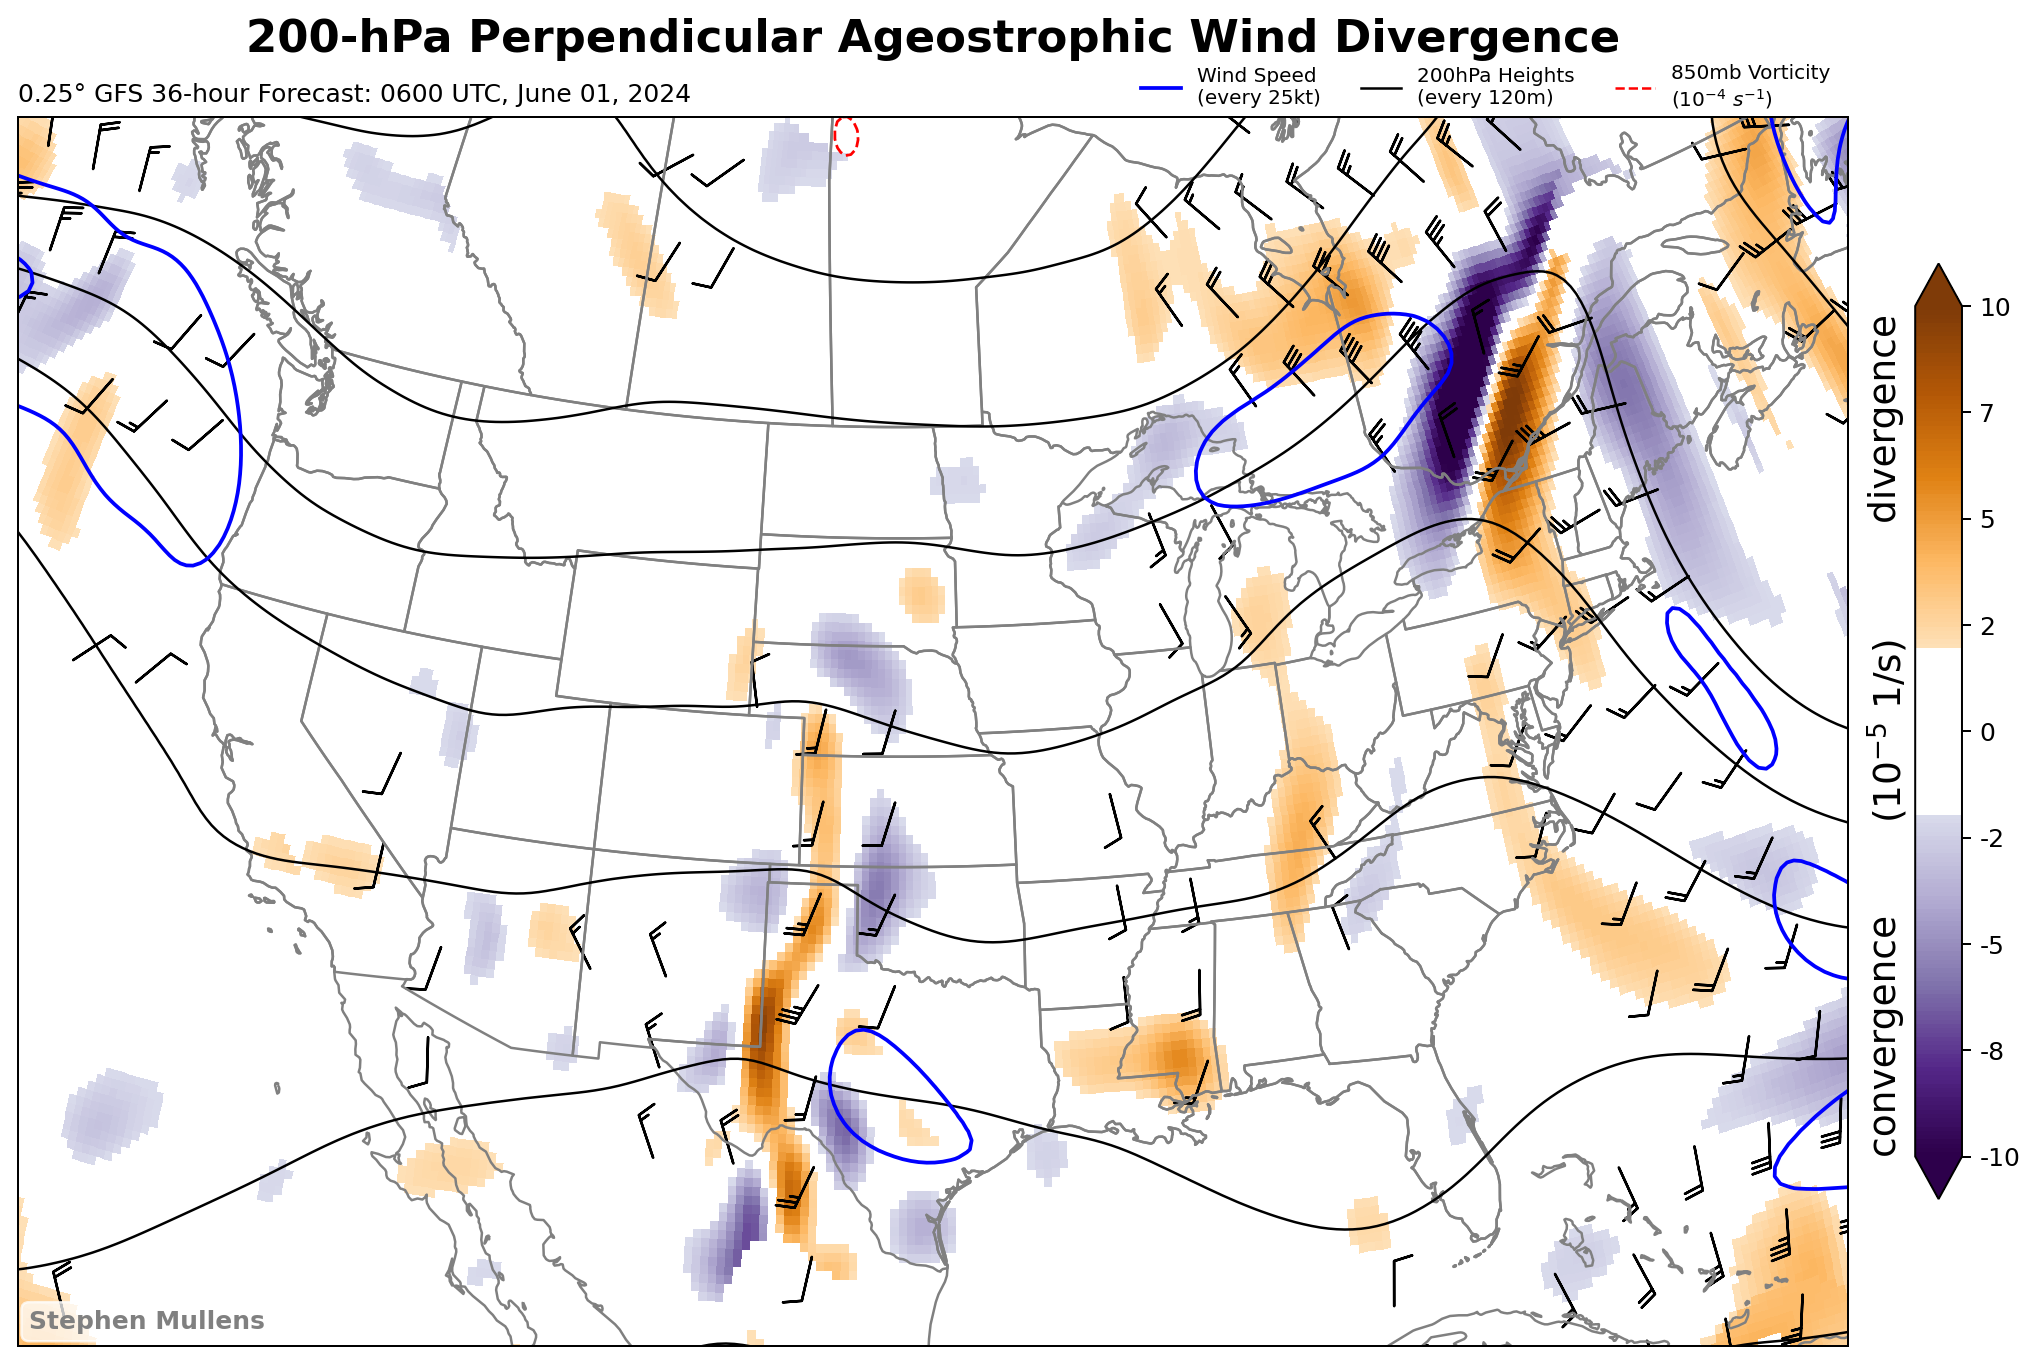 200-hPa Perpendicular Ageostrophic Wind Divergence
0.25° GFS 36-hour Forecast: 0600 UTC, June 01, 2024
Wind Speed
(every 25kt)
200hPa Heights
(every 120m)
850mb Vorticity
(10⁻⁴ s⁻¹)
10
7
5
2
0
-2
-5
-8
-10
convergence (10⁻⁵ 1/s) divergence
Stephen Mullens